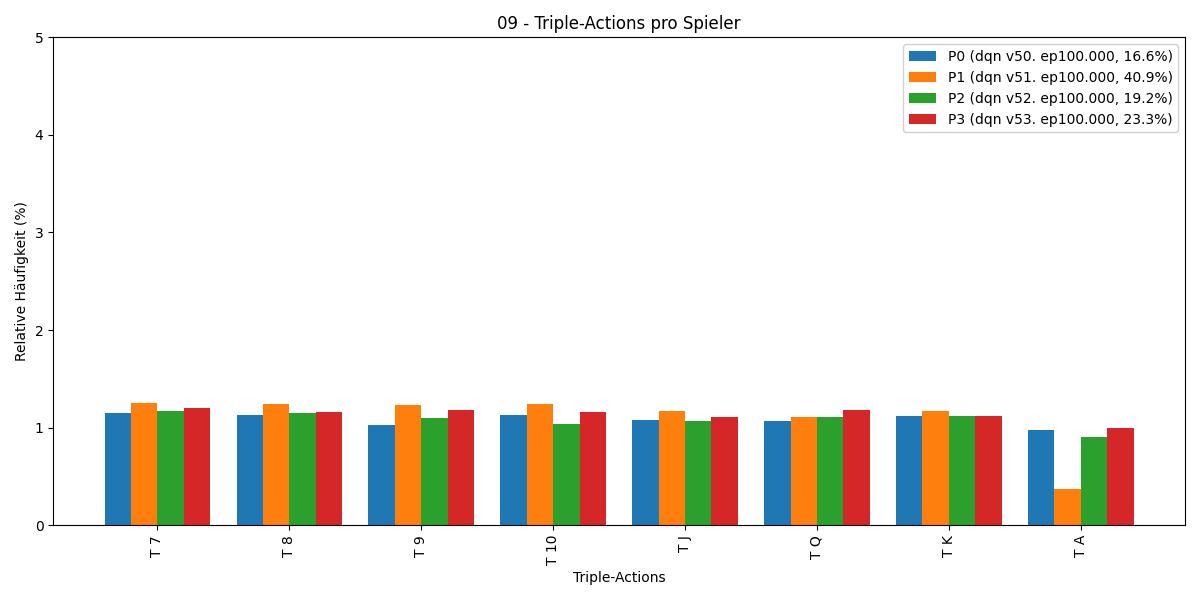 09 - Triple-Actions pro Spieler
P0 (dqn v50. ep100.000, 16.6%)
P1 (dqn v51. ep100.000, 40.9%)
P2 (dqn v52. ep100.000, 19.2%)
P3 (dqn v53. ep100.000, 23.3%)
Relative Häufigkeit (%)
5
4
3
2
1
0
T 7
T 8
T 9
T 10
T J
T Q
T K
T A
Triple-Actions